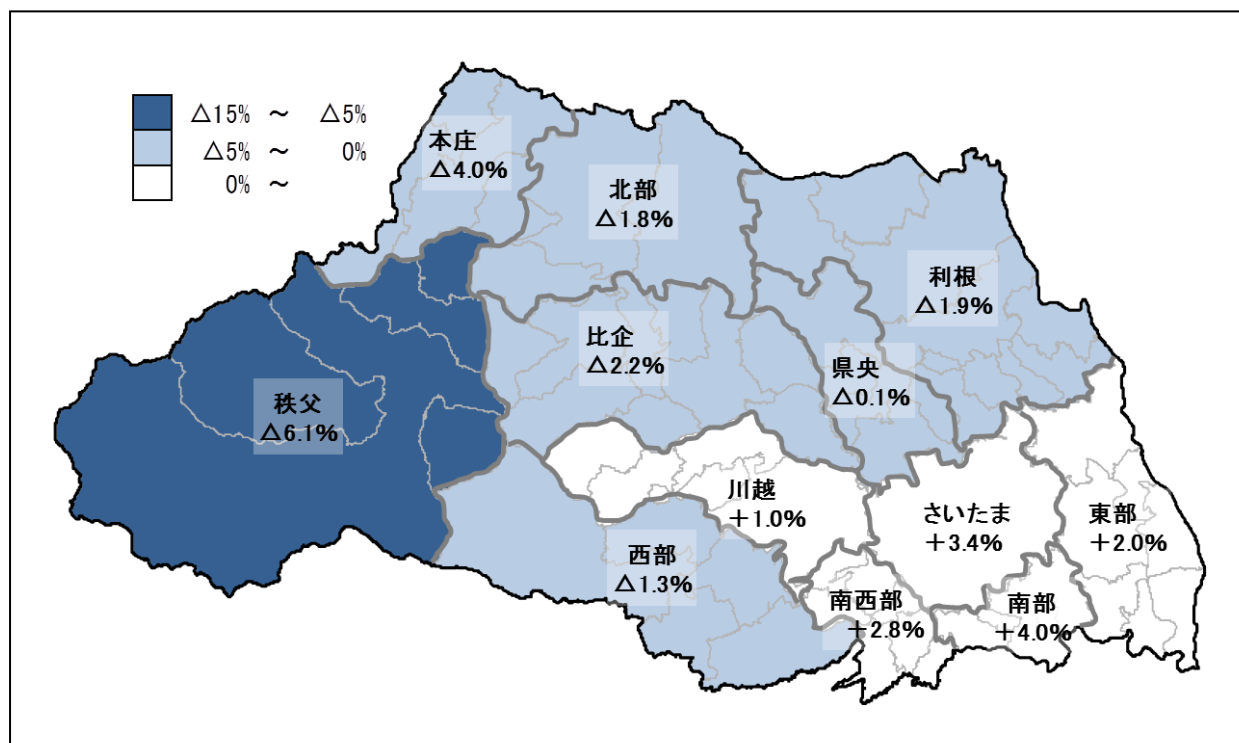 △15% ～ △5%
△5% ～ 0%
0% ～
本庄
△4.0%
北部
△1.8%
利根
△1.9%
比企
△2.2%
県央
△0.1%
秩父
△6.1%
川越
＋1.0%
さいたま
＋3.4%
東部
＋2.0%
西部
△1.3%
南西部
＋2.8%
南部
＋4.0%